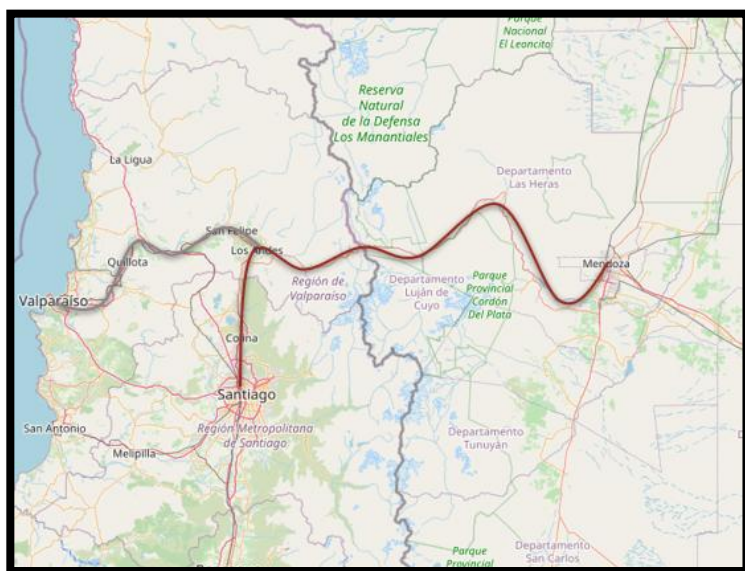 Parque
Nacional
El Leoncito
Reserva
Natural
de la Defensa
Los Manantiales
La Ligua
Departamento
Las Heras
San Felipe
Los Andes
Quillota
Mendoza
Valparaíso
Región de
Valparaíso
Departamento
Luján de
Cuyo
Parque
Provincial
Cordón
Del Plata
Colina
Santiago
Región Metropolitana
de Santiago
San Antonio
Melipilla
Departamento
Tunuyán
Departamento
San Carlos
Parque
Provincial